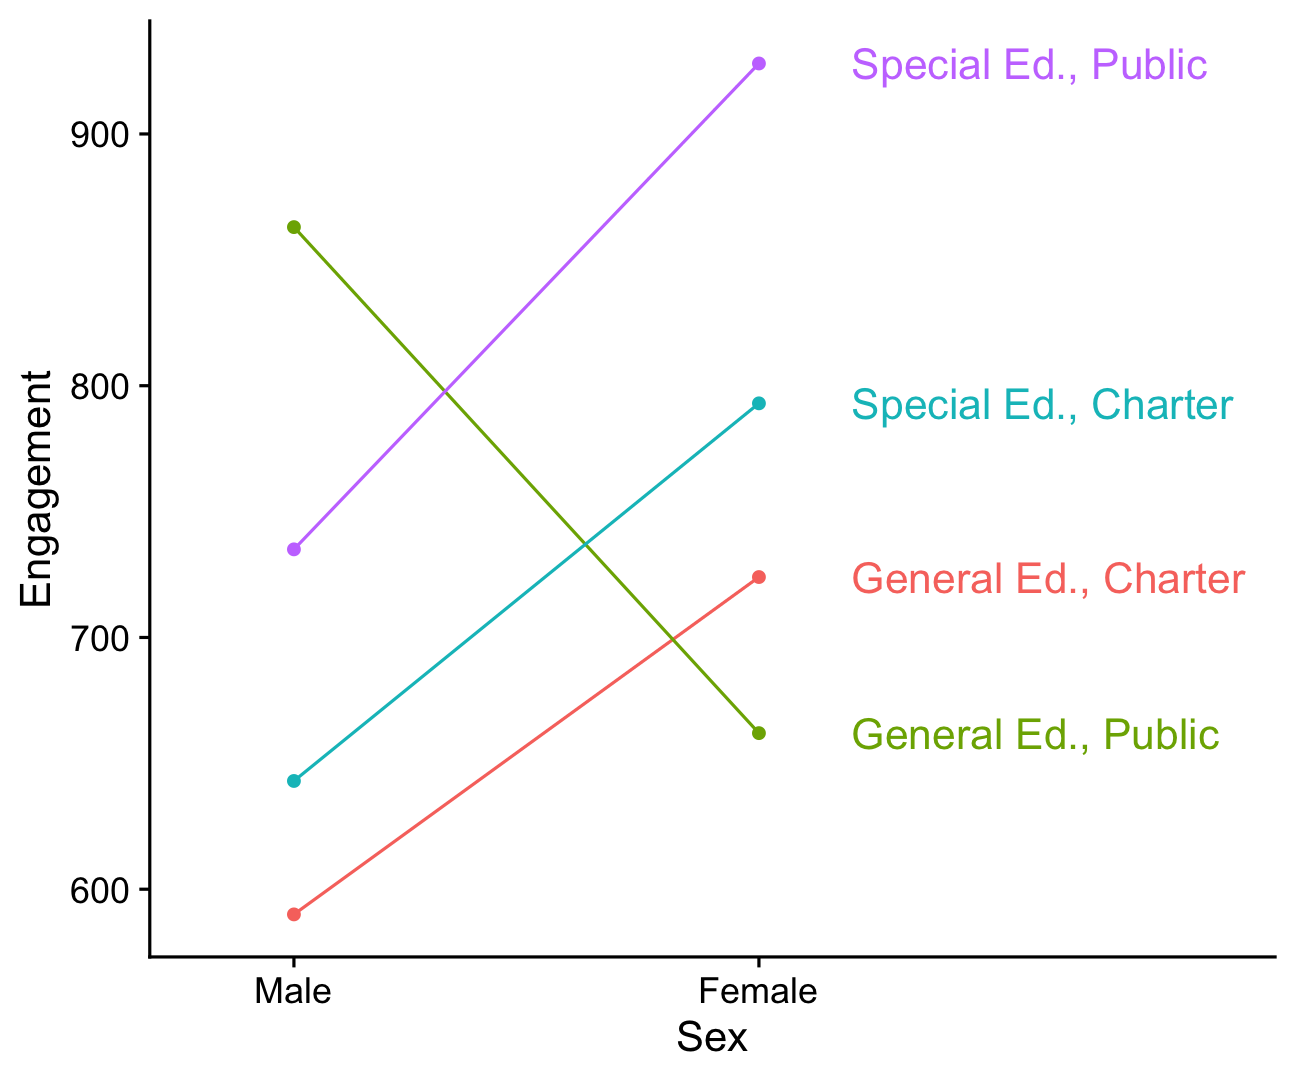 Special Ed., Public
900
800
Special Ed., Charter
Engagement
General Ed., Charter
700
General Ed., Public
600
Male Female
Sex